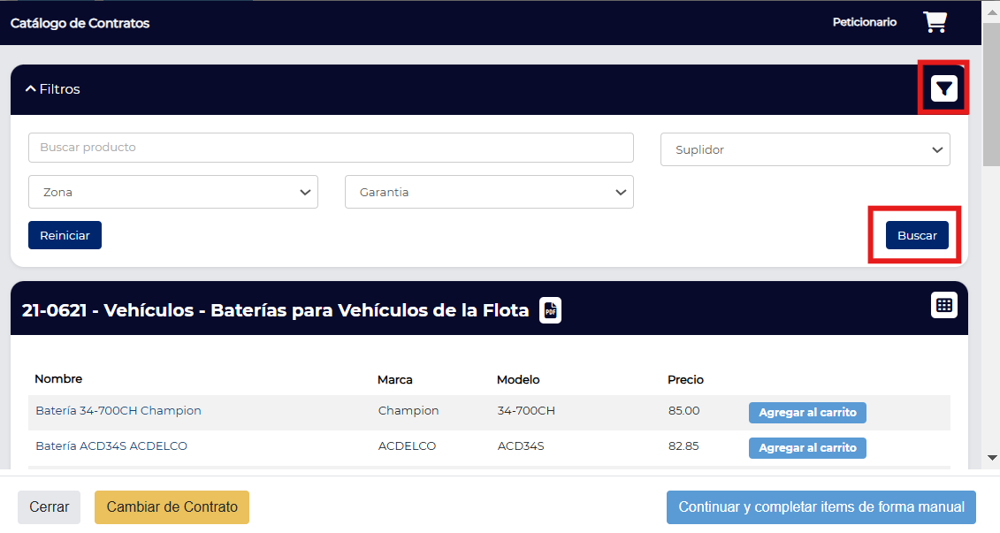 Catálogo de Contratos
Peticionario
Filtros
Buscar producto
Suplidor
Zona
Garantia
Reiniciar
Buscar
21-0621 - Vehículos - Baterías para Vehículos de la Flota
PDF
Nombre Marca Modelo Precio
Batería 34-700CH Champion Champion 34-700CH 85.00 Agregar al carrito
Batería ACD34S ACDELCO ACDELCO ACD34S 82.85 Agregar al carrito
Cerrar
Cambiar de Contrato
Continuar y completar items de forma manual